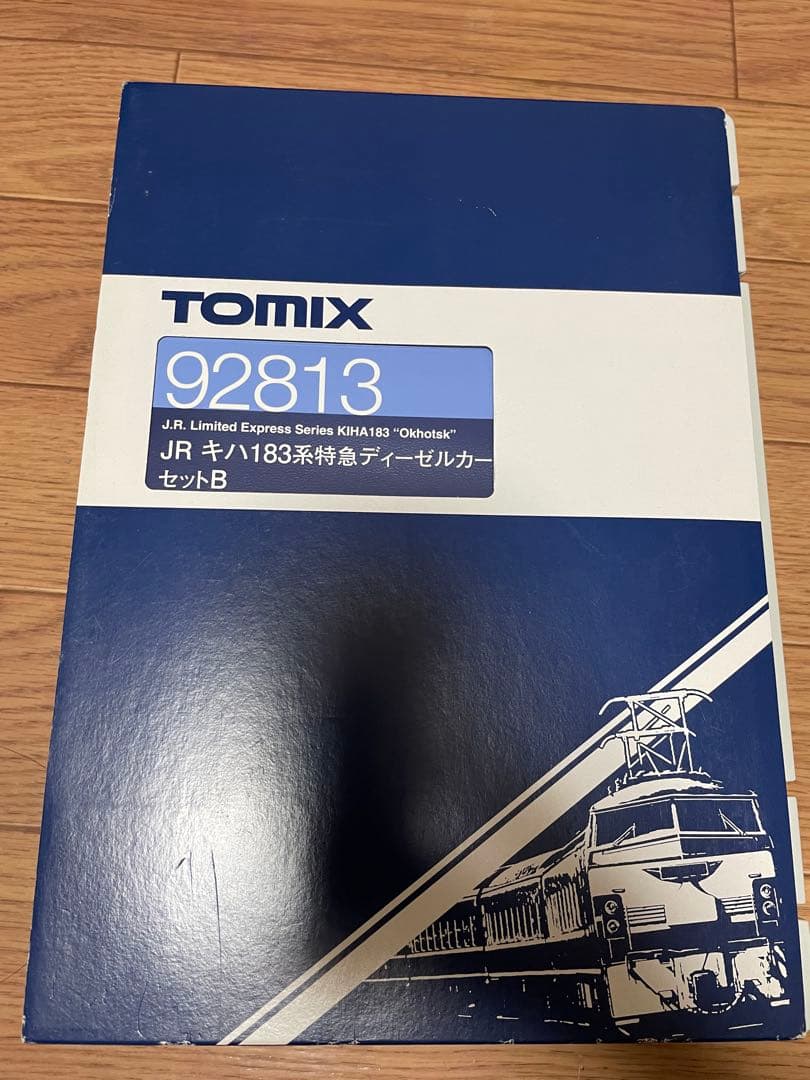 TOMIX
92813
J.R. Limited Express Series KIHA183 “Okhotsk”
JR キハ183系特急ディーゼルカー
セットB